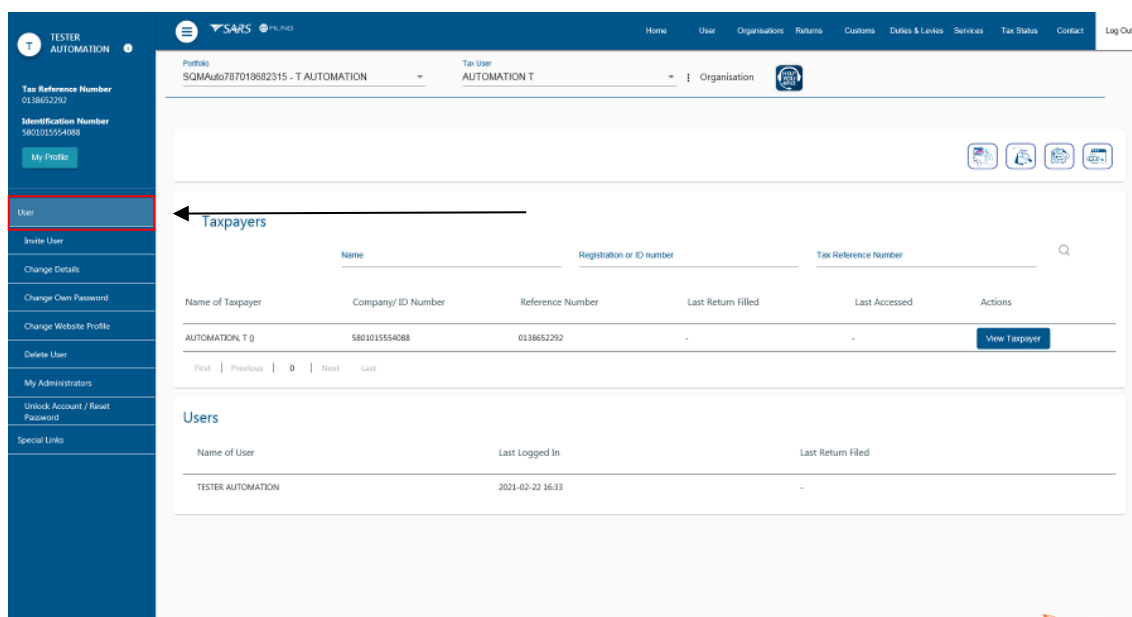 TESTER
AUTOMATION
T
Tax Reference Number
0138652292
Identification Number
5801015554088
My Profile
User
Invite User
Change Details
Change Own Password
Change Website Profile
Delete User
My Administrators
Unlock Account / Reset
Password
Special Links
SARS eFILING
Home User Organisations Returns Customs Duties & Levies Services Tax Status Contact Log Out
Portfolio
SQMAuto787018682315 - T AUTOMATION
Tax User
AUTOMATION T
Organisation
Taxpayers
Name Registration or ID number Tax Reference Number
Name of Taxpayer Company/ ID Number Reference Number Last Return Filled Last Accessed Actions
AUTOMATION, T () 5801015554088 0138652292 - - View Taxpayer
First | Previous | 0 | Next Last
Users
Name of User Last Logged In Last Return Filed
TESTER AUTOMATION 2021-02-22 16:33 -